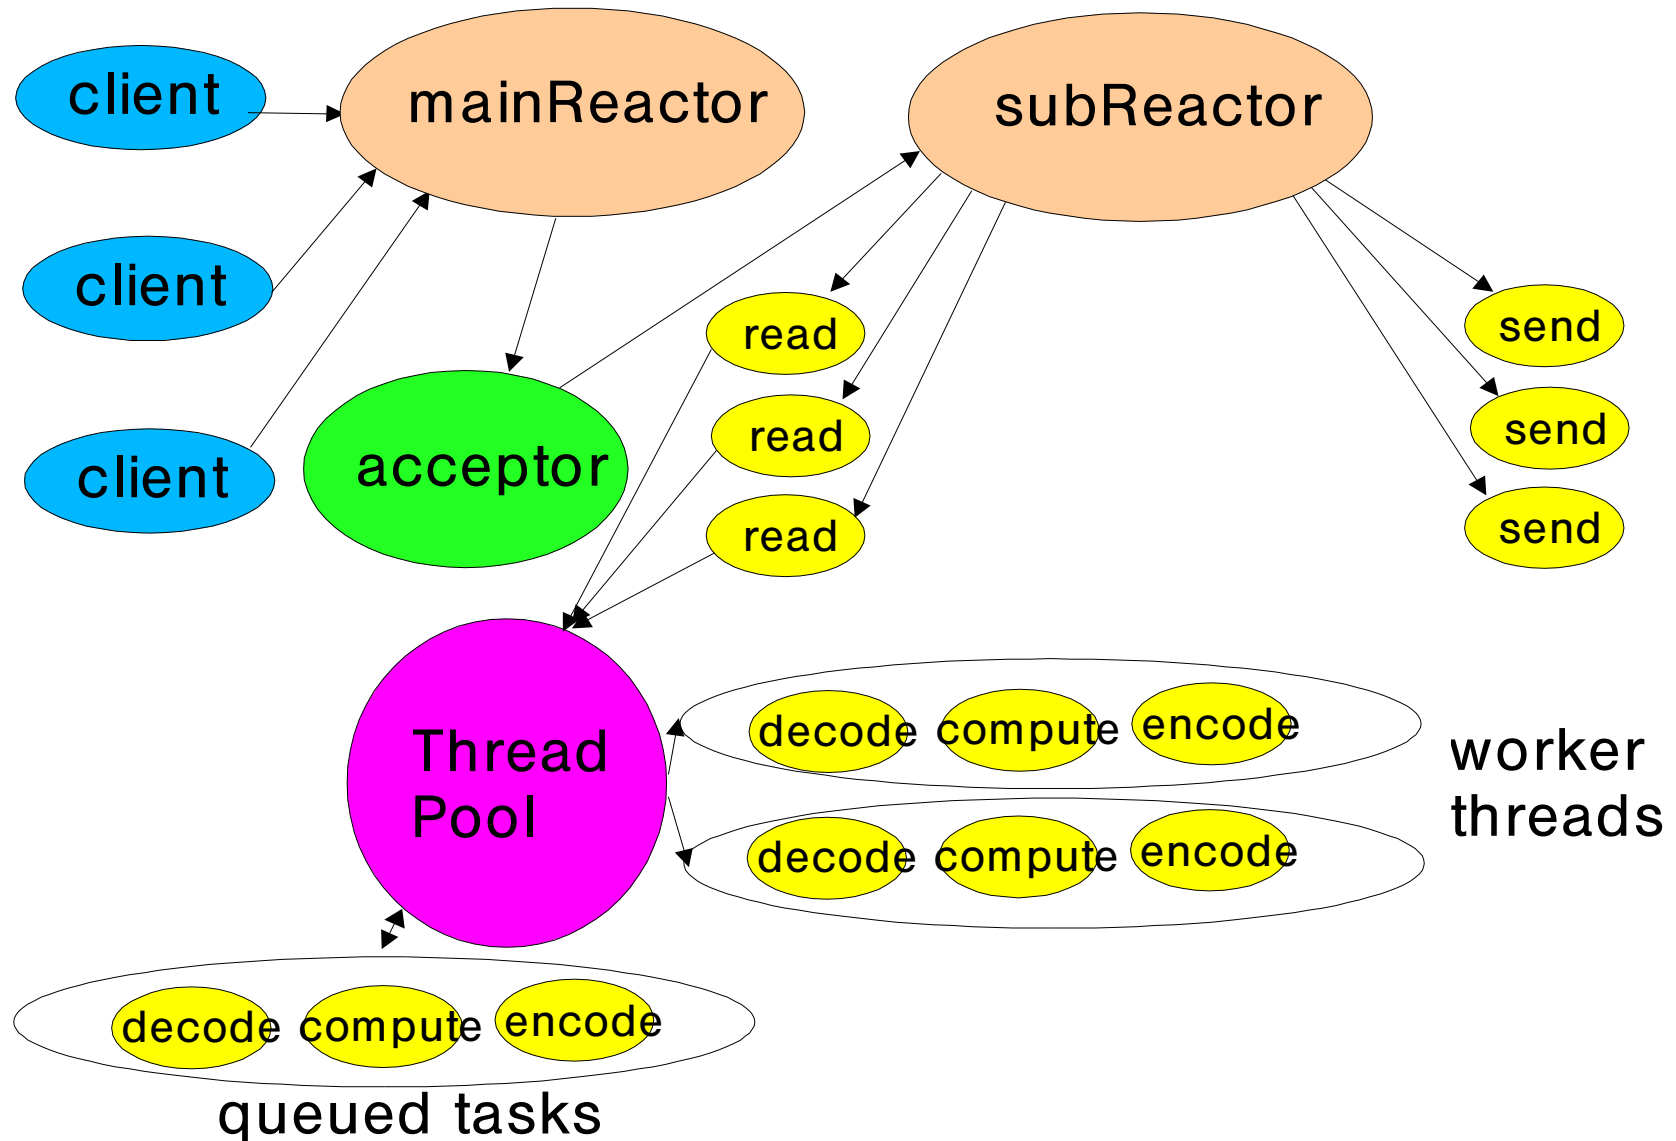 client
mainReactor
subReactor
client
client
acceptor
read
read
read
send
send
send
Thread
Pool
decode compute encode
decode compute encode
worker
threads
decode compute encode
queued tasks